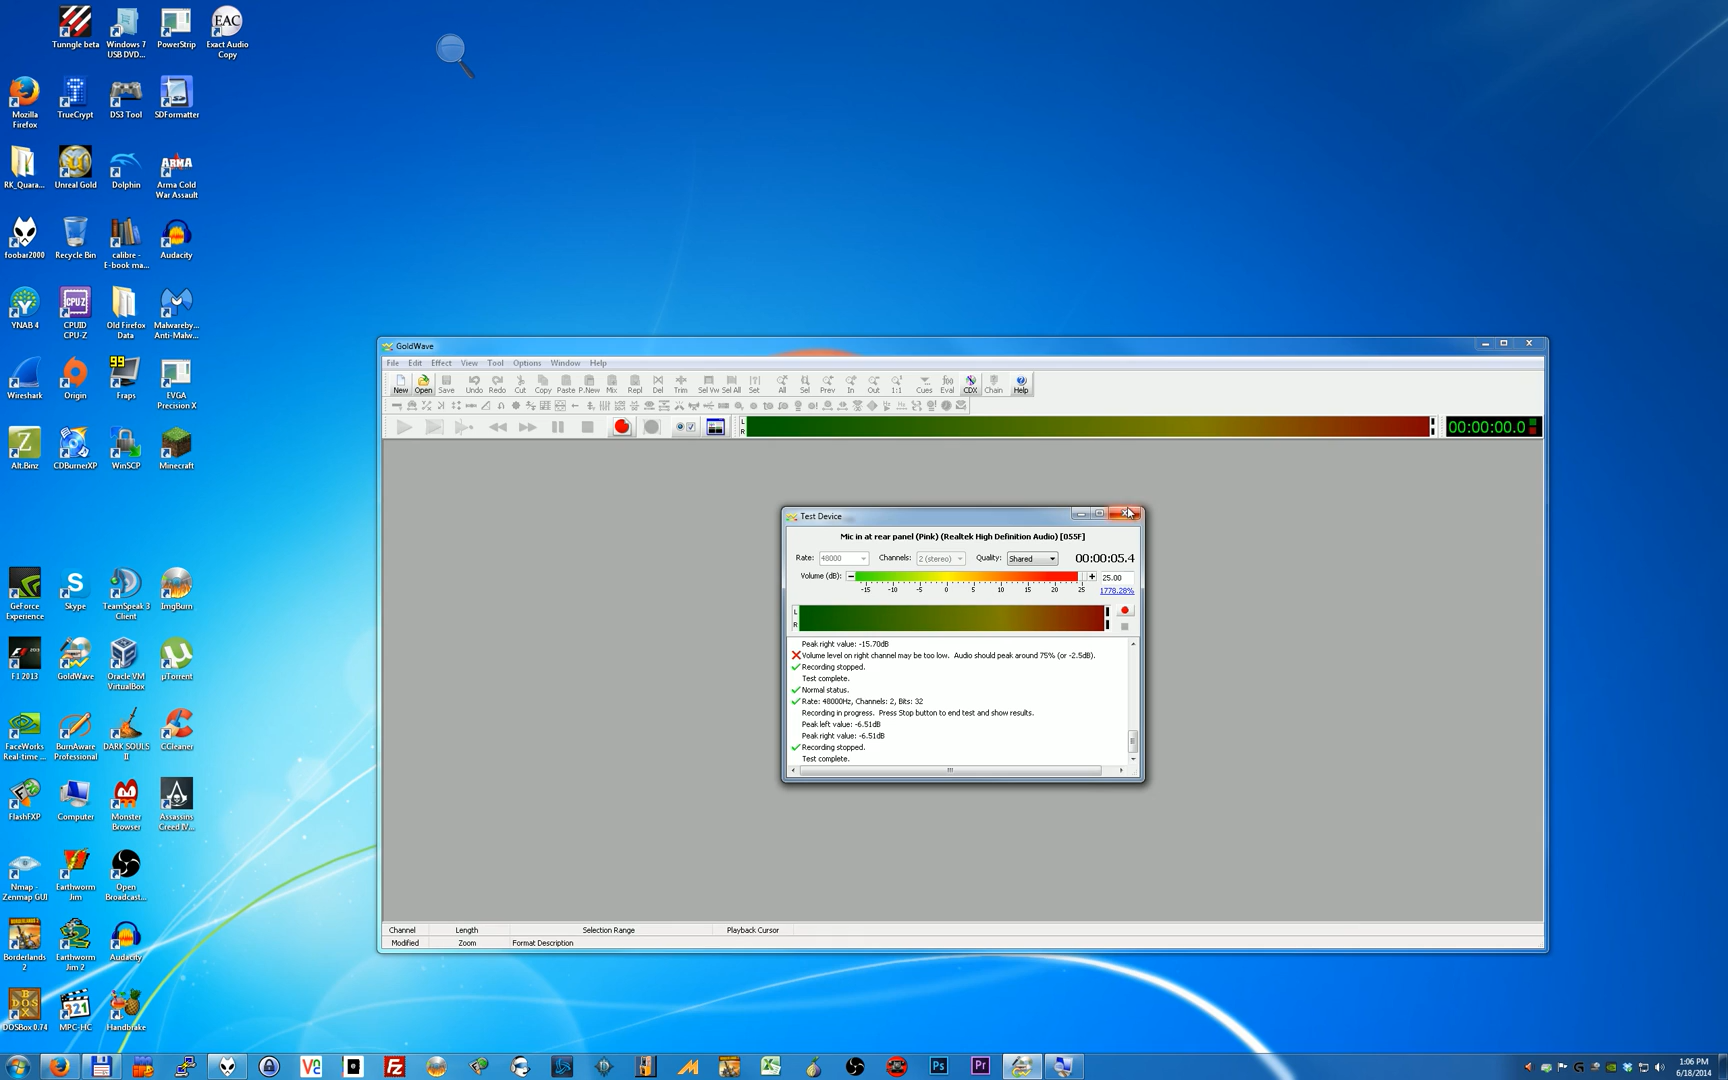 Tunngle beta
Windows 7
USB DVD...
PowerStrip
EAC
Exact Audio
Copy
Mozilla
Firefox
TrueCrypt
DS3 Tool
SDFormatter
RK_Quara...
Unreal Gold
Dolphin
ARMA
Arma Cold
War Assault
foobar2000
Recycle Bin
calibre -
E-book ma...
Audacity
YNAB 4
CPUID
CPU-Z
Old Firefox
Data
Malwareby...
Anti-Malw...
Wireshark
Origin
99
Fraps
EVGA
Precision X
Alt.Binz
CDBurnerXP
WinSCP
Minecraft
GeForce
Experience
Skype
TeamSpeak 3
Client
ImgBurn
F1 2013
GoldWave
Oracle VM
VirtualBox
µTorrent
FaceWorks
Real-time ...
BurnAware
Professional
DARK SOULS
II
CCleaner
FlashFXP
Computer
Monster
Browser
Assassins
Creed IV...
Nmap -
Zenmap GUI
Earthworm
Jim
Open
Broadcast...
Borderlands
2
Earthworm
Jim 2
Audacity
DOSBox 0.74
MPC-HC
Handbrake
GoldWave
File Edit Effect View Tool Options Window Help
New Open Save Undo Redo Cut Copy Paste P.New Mix Repl Del Trim Sel Vw Sel All Set All Sel Prev In Out 1:1 Cues Eval CDX Chain Help
L
R
00:00:00.0
Test Device
Mic in at rear panel (Pink) (Realtek High Definition Audio) [055F]
Rate: 48000 Channels: 2 (stereo) Quality: Shared 00:00:05.4
Volume (dB): 25.00
-15 -10 -5 0 5 10 15 20 25 1778.28%
L
R
Peak right value: -15.70dB
Volume level on right channel may be too low. Audio should peak around 75% (or -2.5dB).
Recording stopped.
Test complete.
Normal status.
Rate: 48000Hz, Channels: 2, Bits: 32
Recording in progress. Press Stop button to end test and show results.
Peak left value: -6.51dB
Peak right value: -6.51dB
Recording stopped.
Test complete.
Channel Length Selection Range Playback Cursor
Modified Zoom Format Description
1:06 PM
6/18/2014